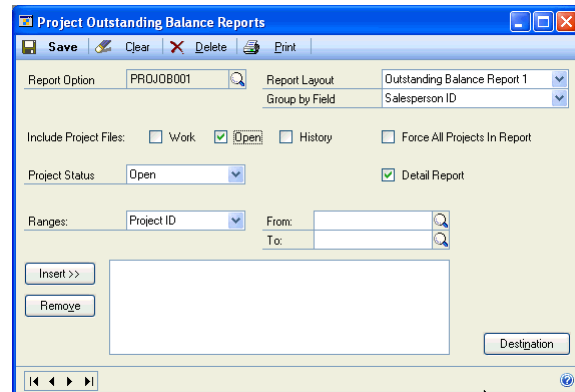 Project Outstanding Balance Reports
Save Clear Delete Print
Report Option PROJOB001 Report Layout Outstanding Balance Report 1
Group by Field Salesperson ID
Include Project Files: Work Open History Force All Projects In Report
Project Status Open Detail Report
Ranges: Project ID From:
To:
Insert >>
Remove
Destination